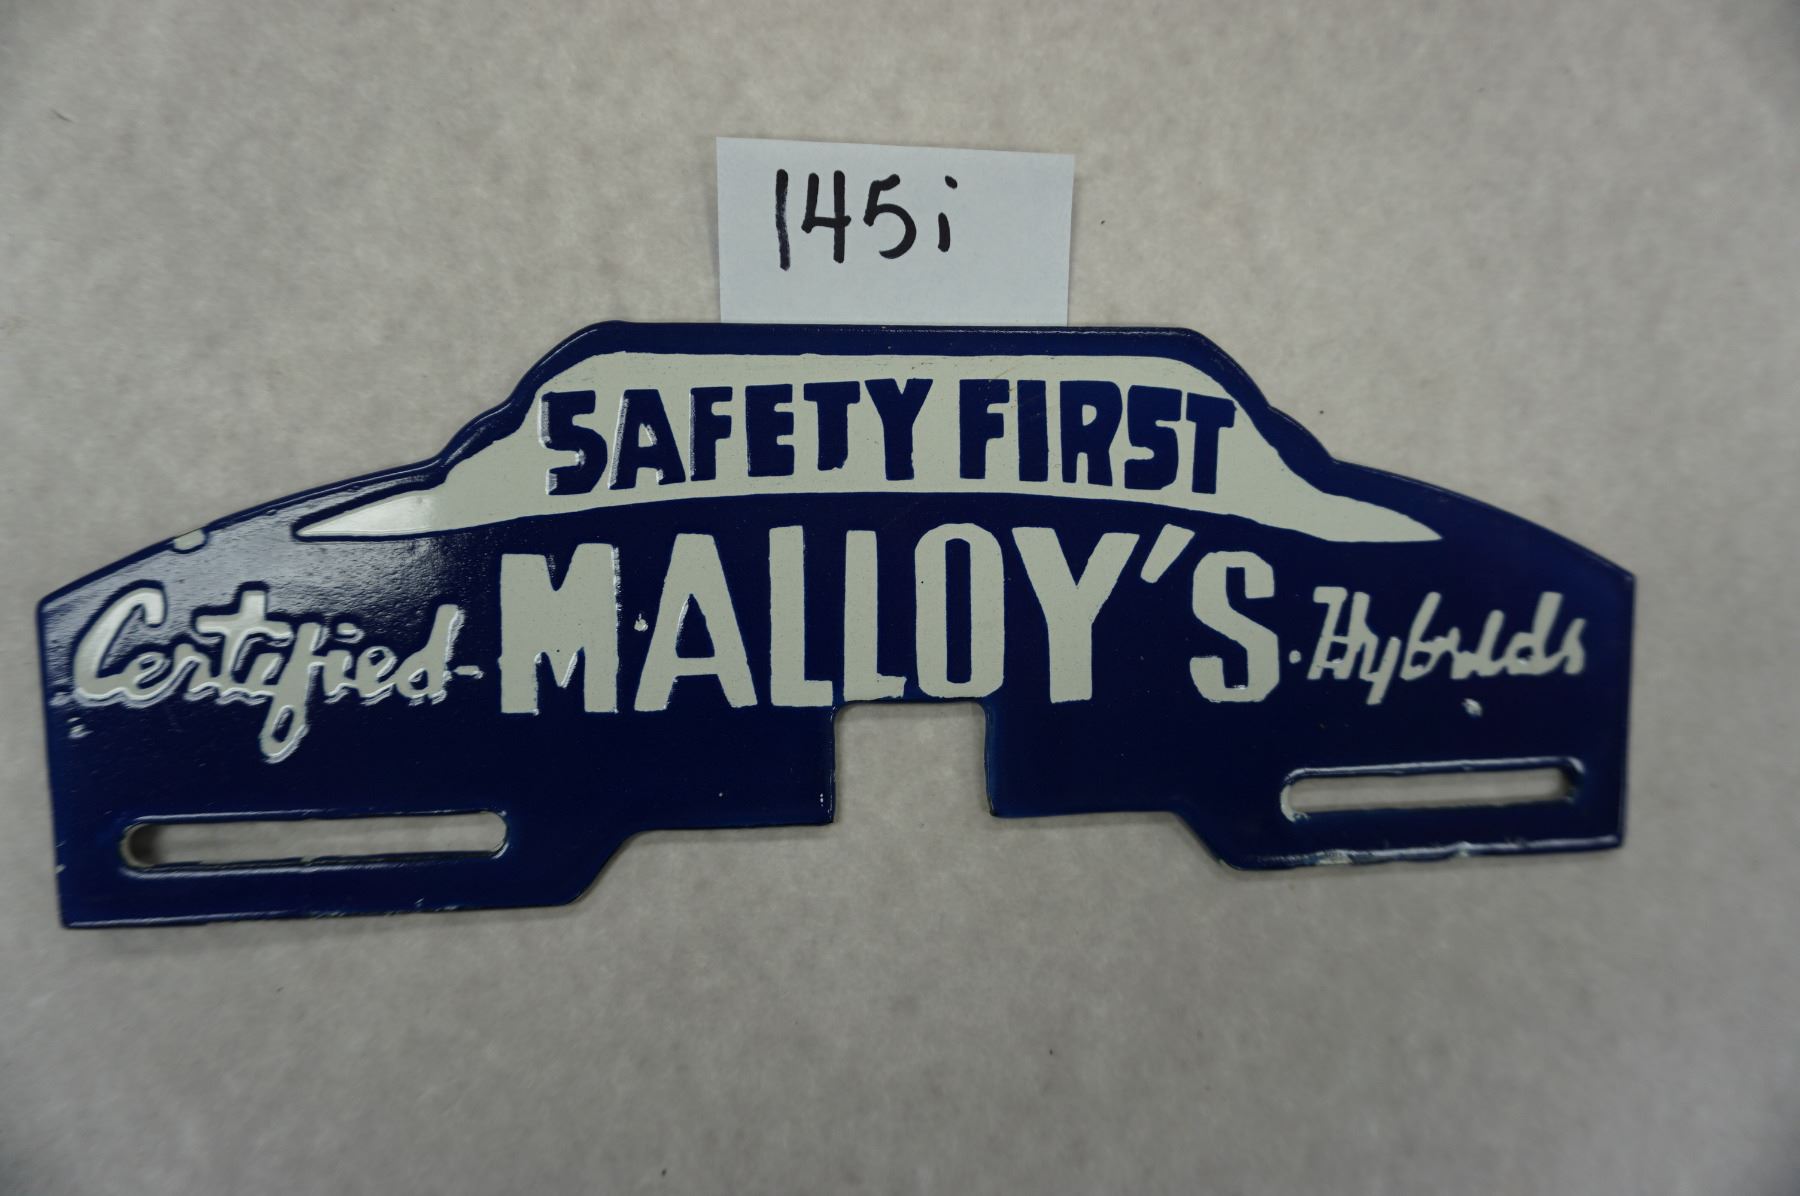 145i
SAFETY FIRST
Certified - MALLOY'S - Hybrids